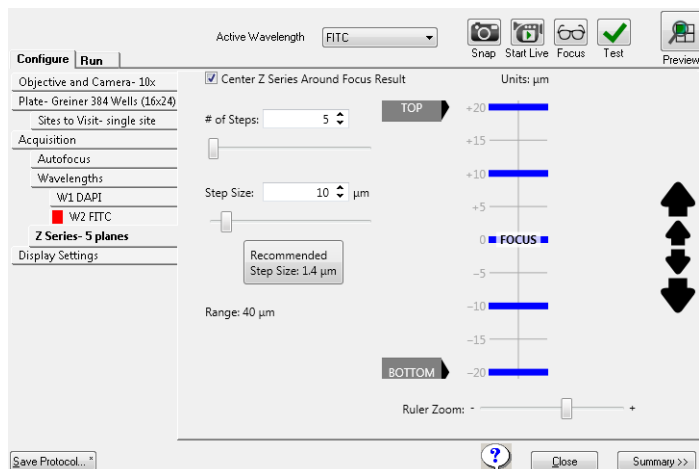 Active Wavelength FITC
Snap Start Live Focus Test Preview
Configure Run
Objective and Camera- 10x
Plate- Greiner 384 Wells (16x24)
Sites to Visit- single site
Acquisition
Autofocus
Wavelengths
W1 DAPI
W2 FITC
Z Series- 5 planes
Display Settings
Center Z Series Around Focus Result
# of Steps: 5
Step Size: 10 µm
Recommended
Step Size: 1.4 µm
Range: 40 µm
Units: µm
TOP +20
+15
+10
+5
0 FOCUS
−5
−10
−15
BOTTOM −20
Ruler Zoom: - +
Save Protocol... *
? Close Summary >>